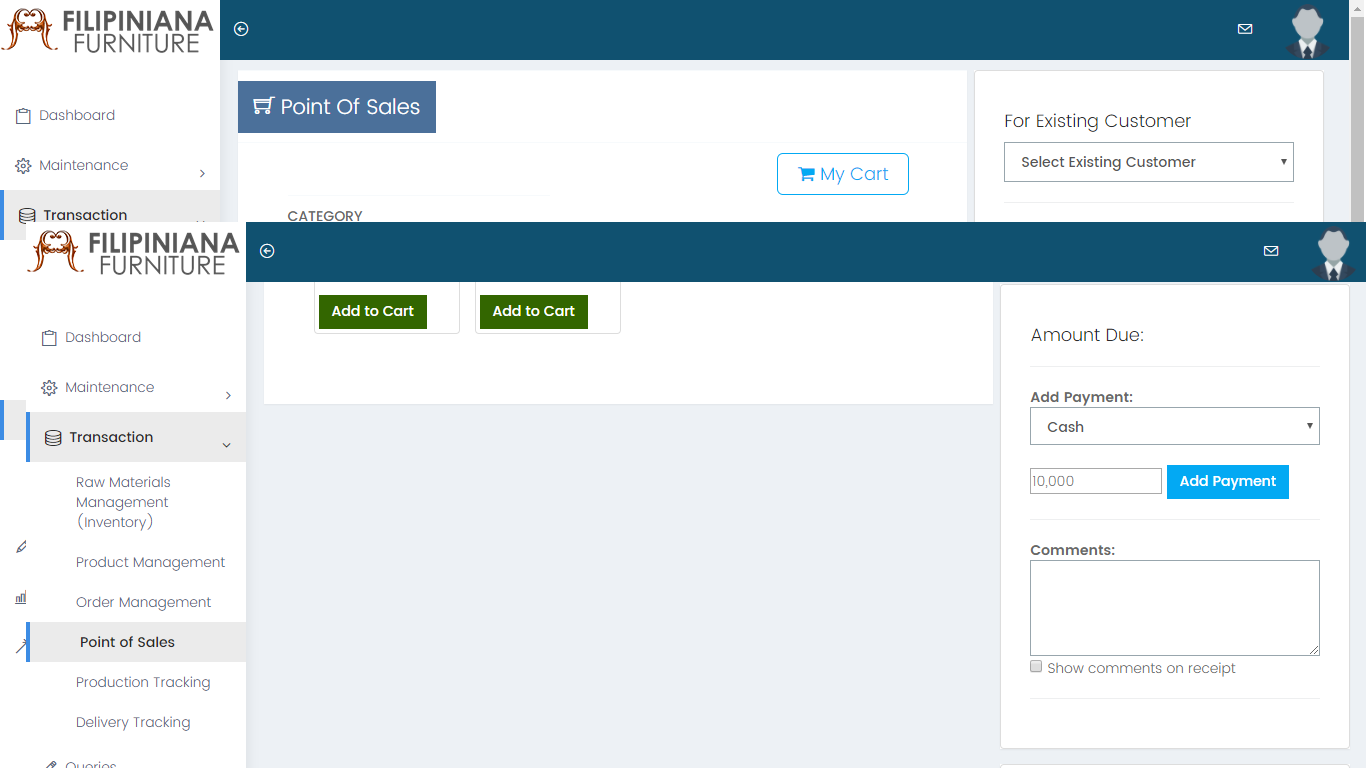 FILIPINIANA
FURNITURE
Dashboard
Maintenance
Transaction
Point Of Sales
My Cart
CATEGORY
For Existing Customer
Select Existing Customer
FILIPINIANA
FURNITURE
Dashboard
Maintenance
Transaction
Raw Materials
Management
(Inventory)
Product Management
Order Management
Point of Sales
Production Tracking
Delivery Tracking
Queries
Add to Cart
Add to Cart
Amount Due:
Add Payment:
Cash
10,000
Add Payment
Comments:
Show comments on receipt